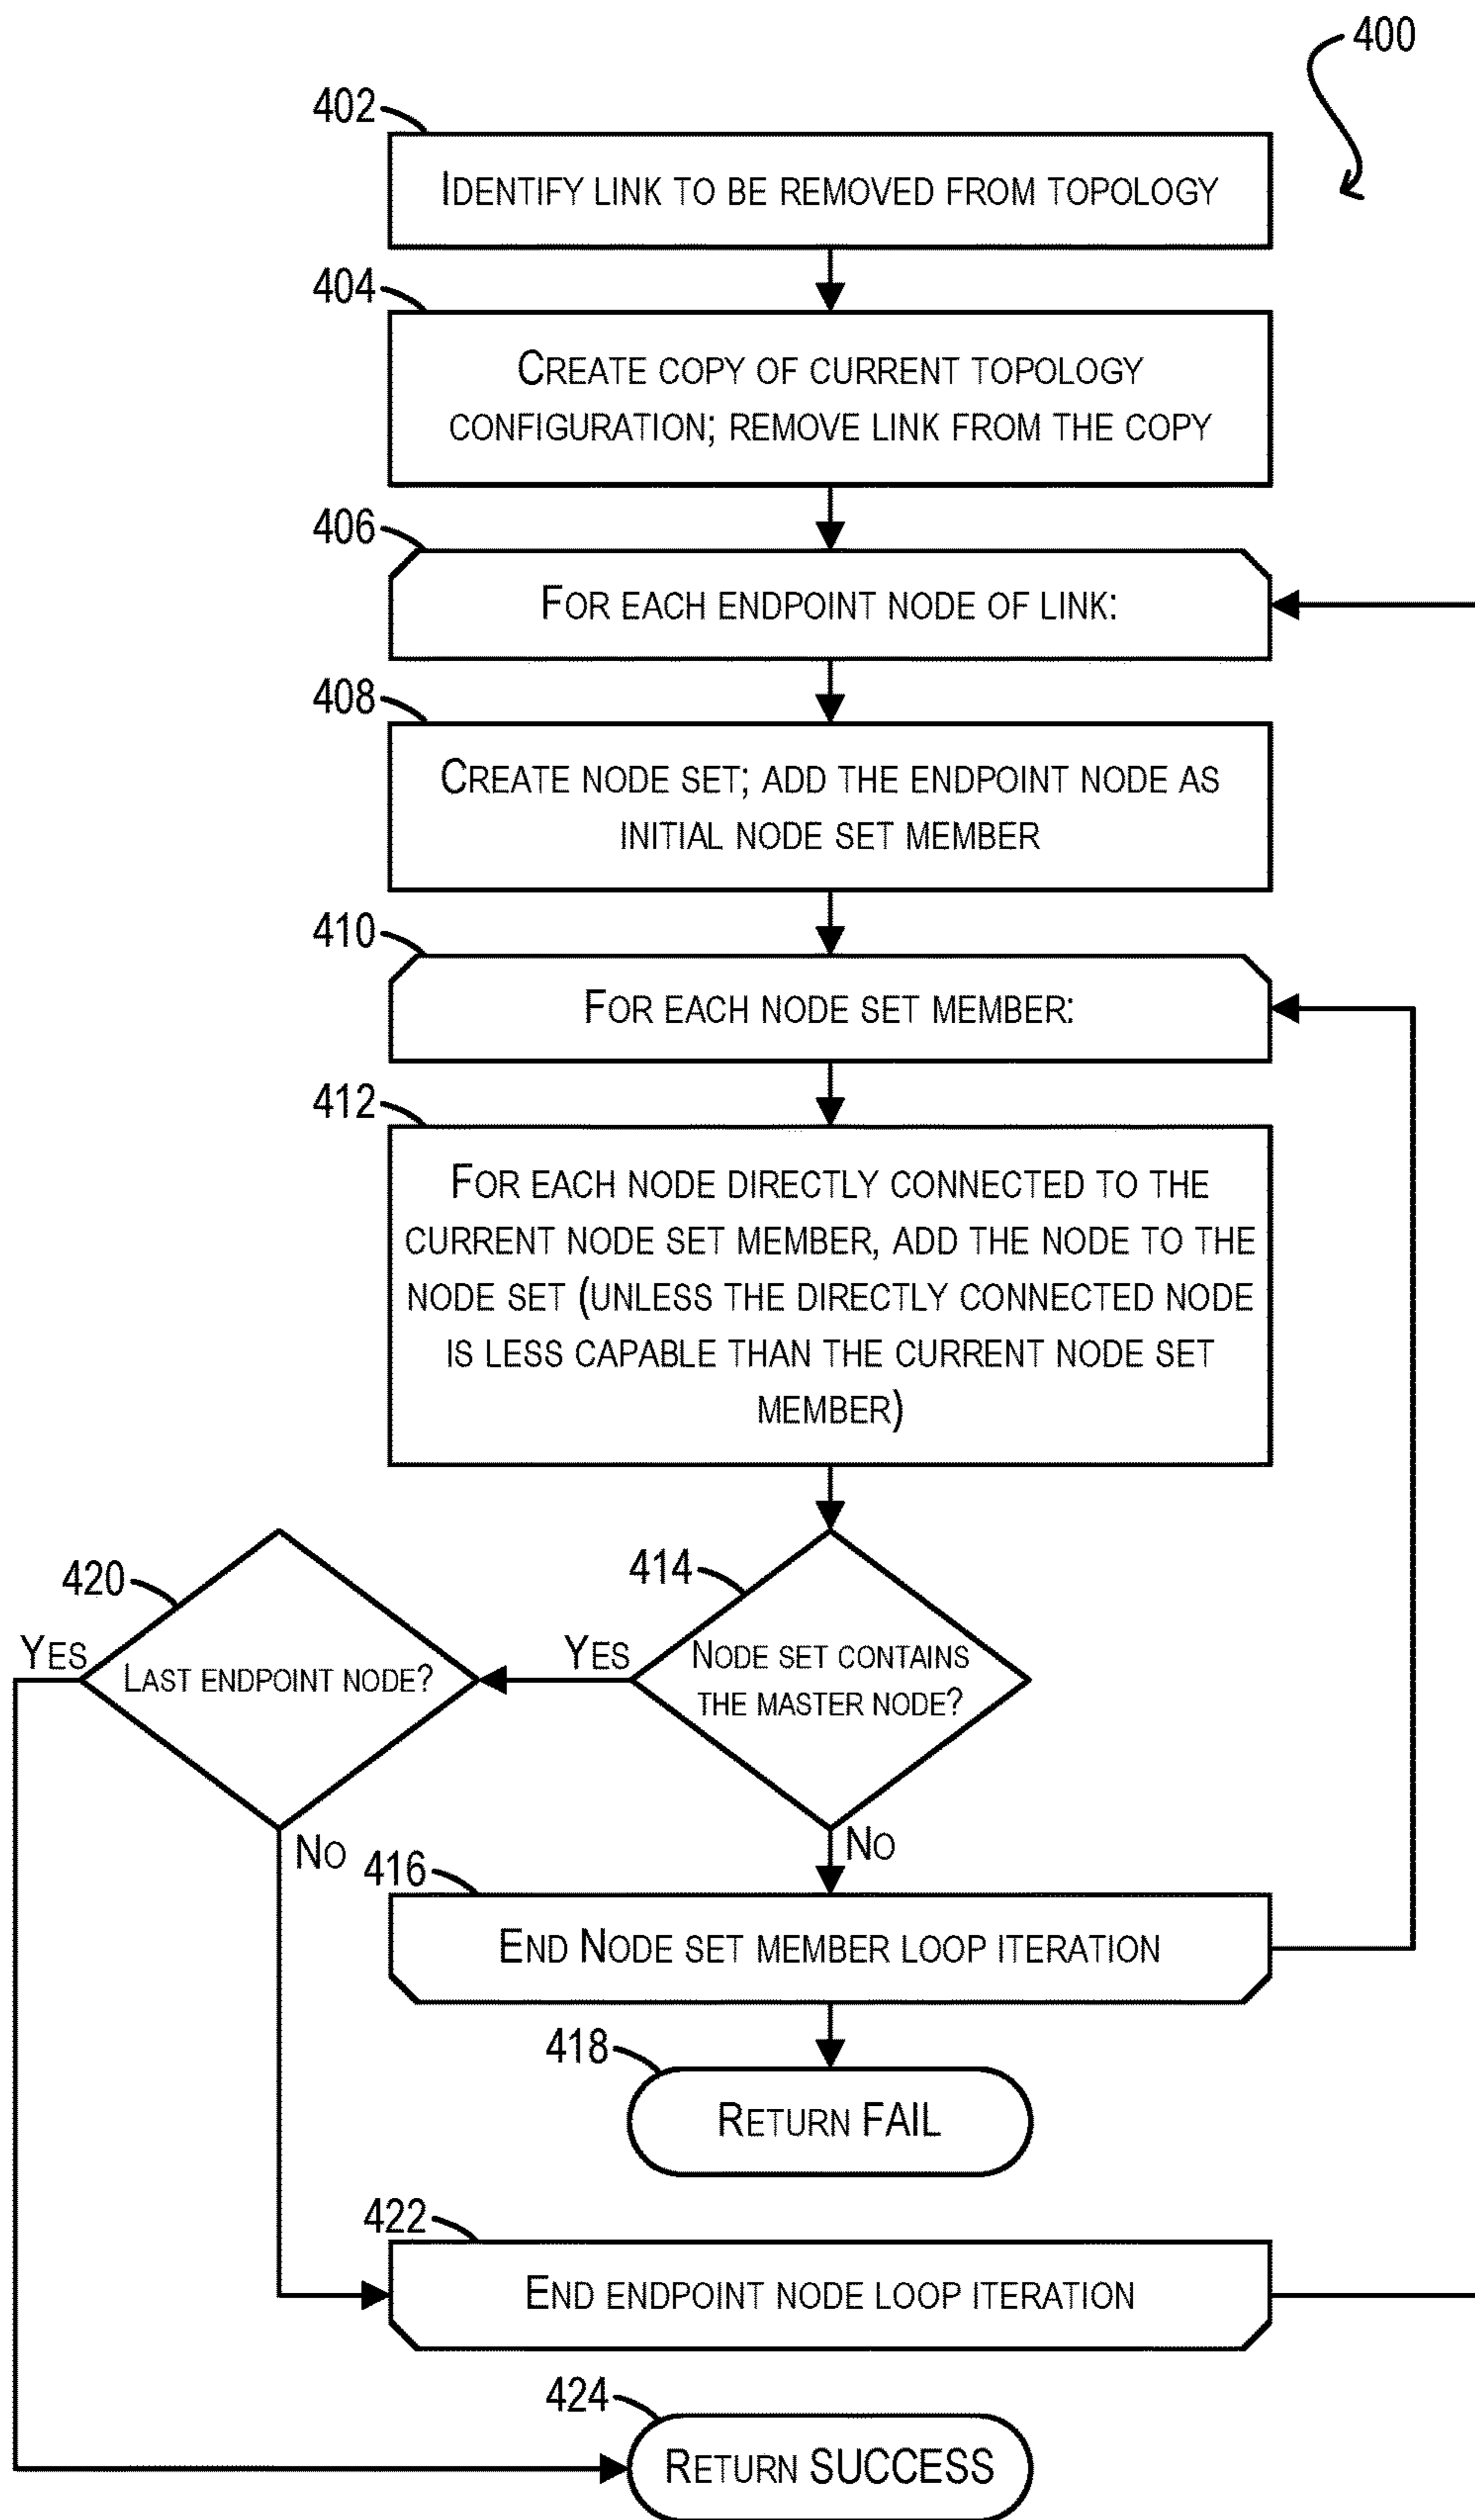 400
402
Identify link to be removed from topology
404
Create copy of current topology
configuration; remove link from the copy
406
For each endpoint node of link:
408
Create node set; add the endpoint node as
initial node set member
410
For each node set member:
412
For each node directly connected to the
current node set member, add the node to the
node set (unless the directly connected node
is less capable than the current node set
member)
420
414
Yes
Last endpoint node?
Yes
Node set contains
the master node?
No
No
416
End Node set member loop iteration
418
Return FAIL
422
End endpoint node loop iteration
424
Return SUCCESS